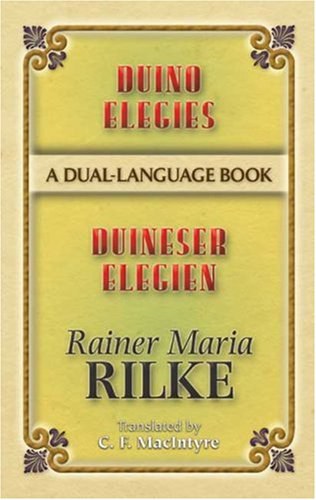 DUINO
ELEGIES
A DUAL-LANGUAGE BOOK
DUINESER
ELEGIEN
Rainer Maria
RILKE
Translated by
C. F. MacIntyre